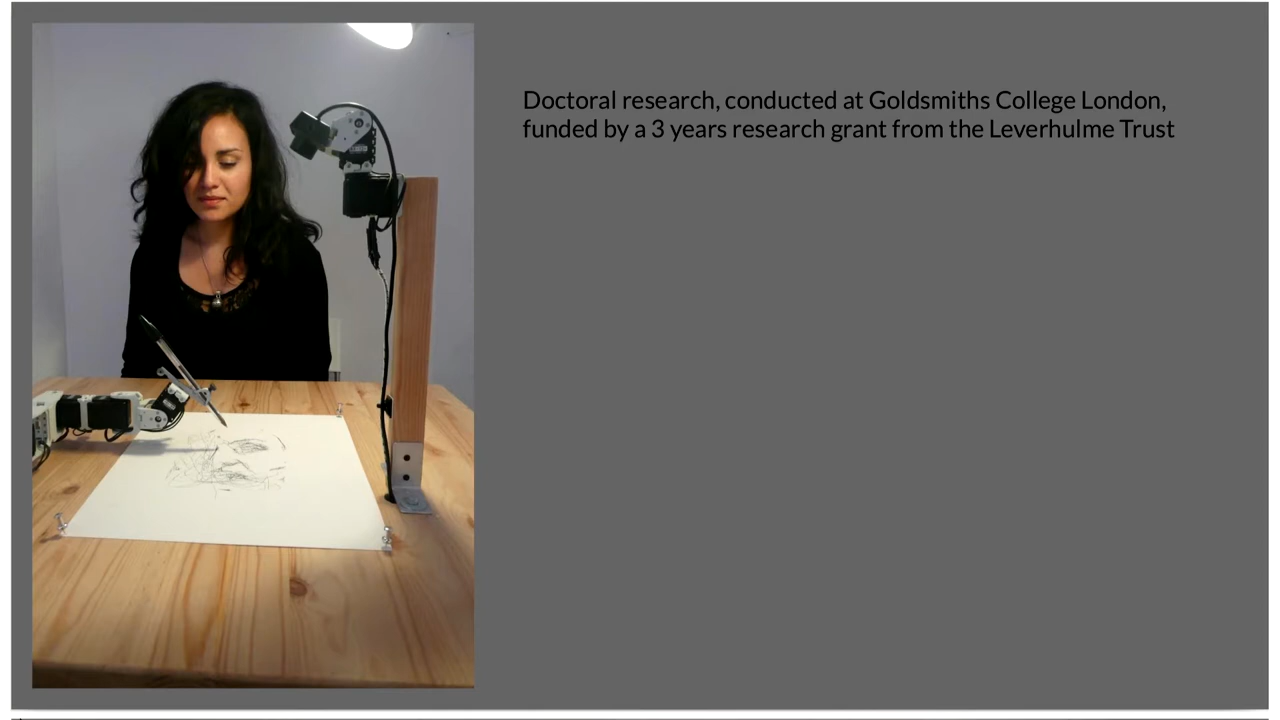 Doctoral research, conducted at Goldsmiths College London,
funded by a 3 years research grant from the Leverhulme Trust